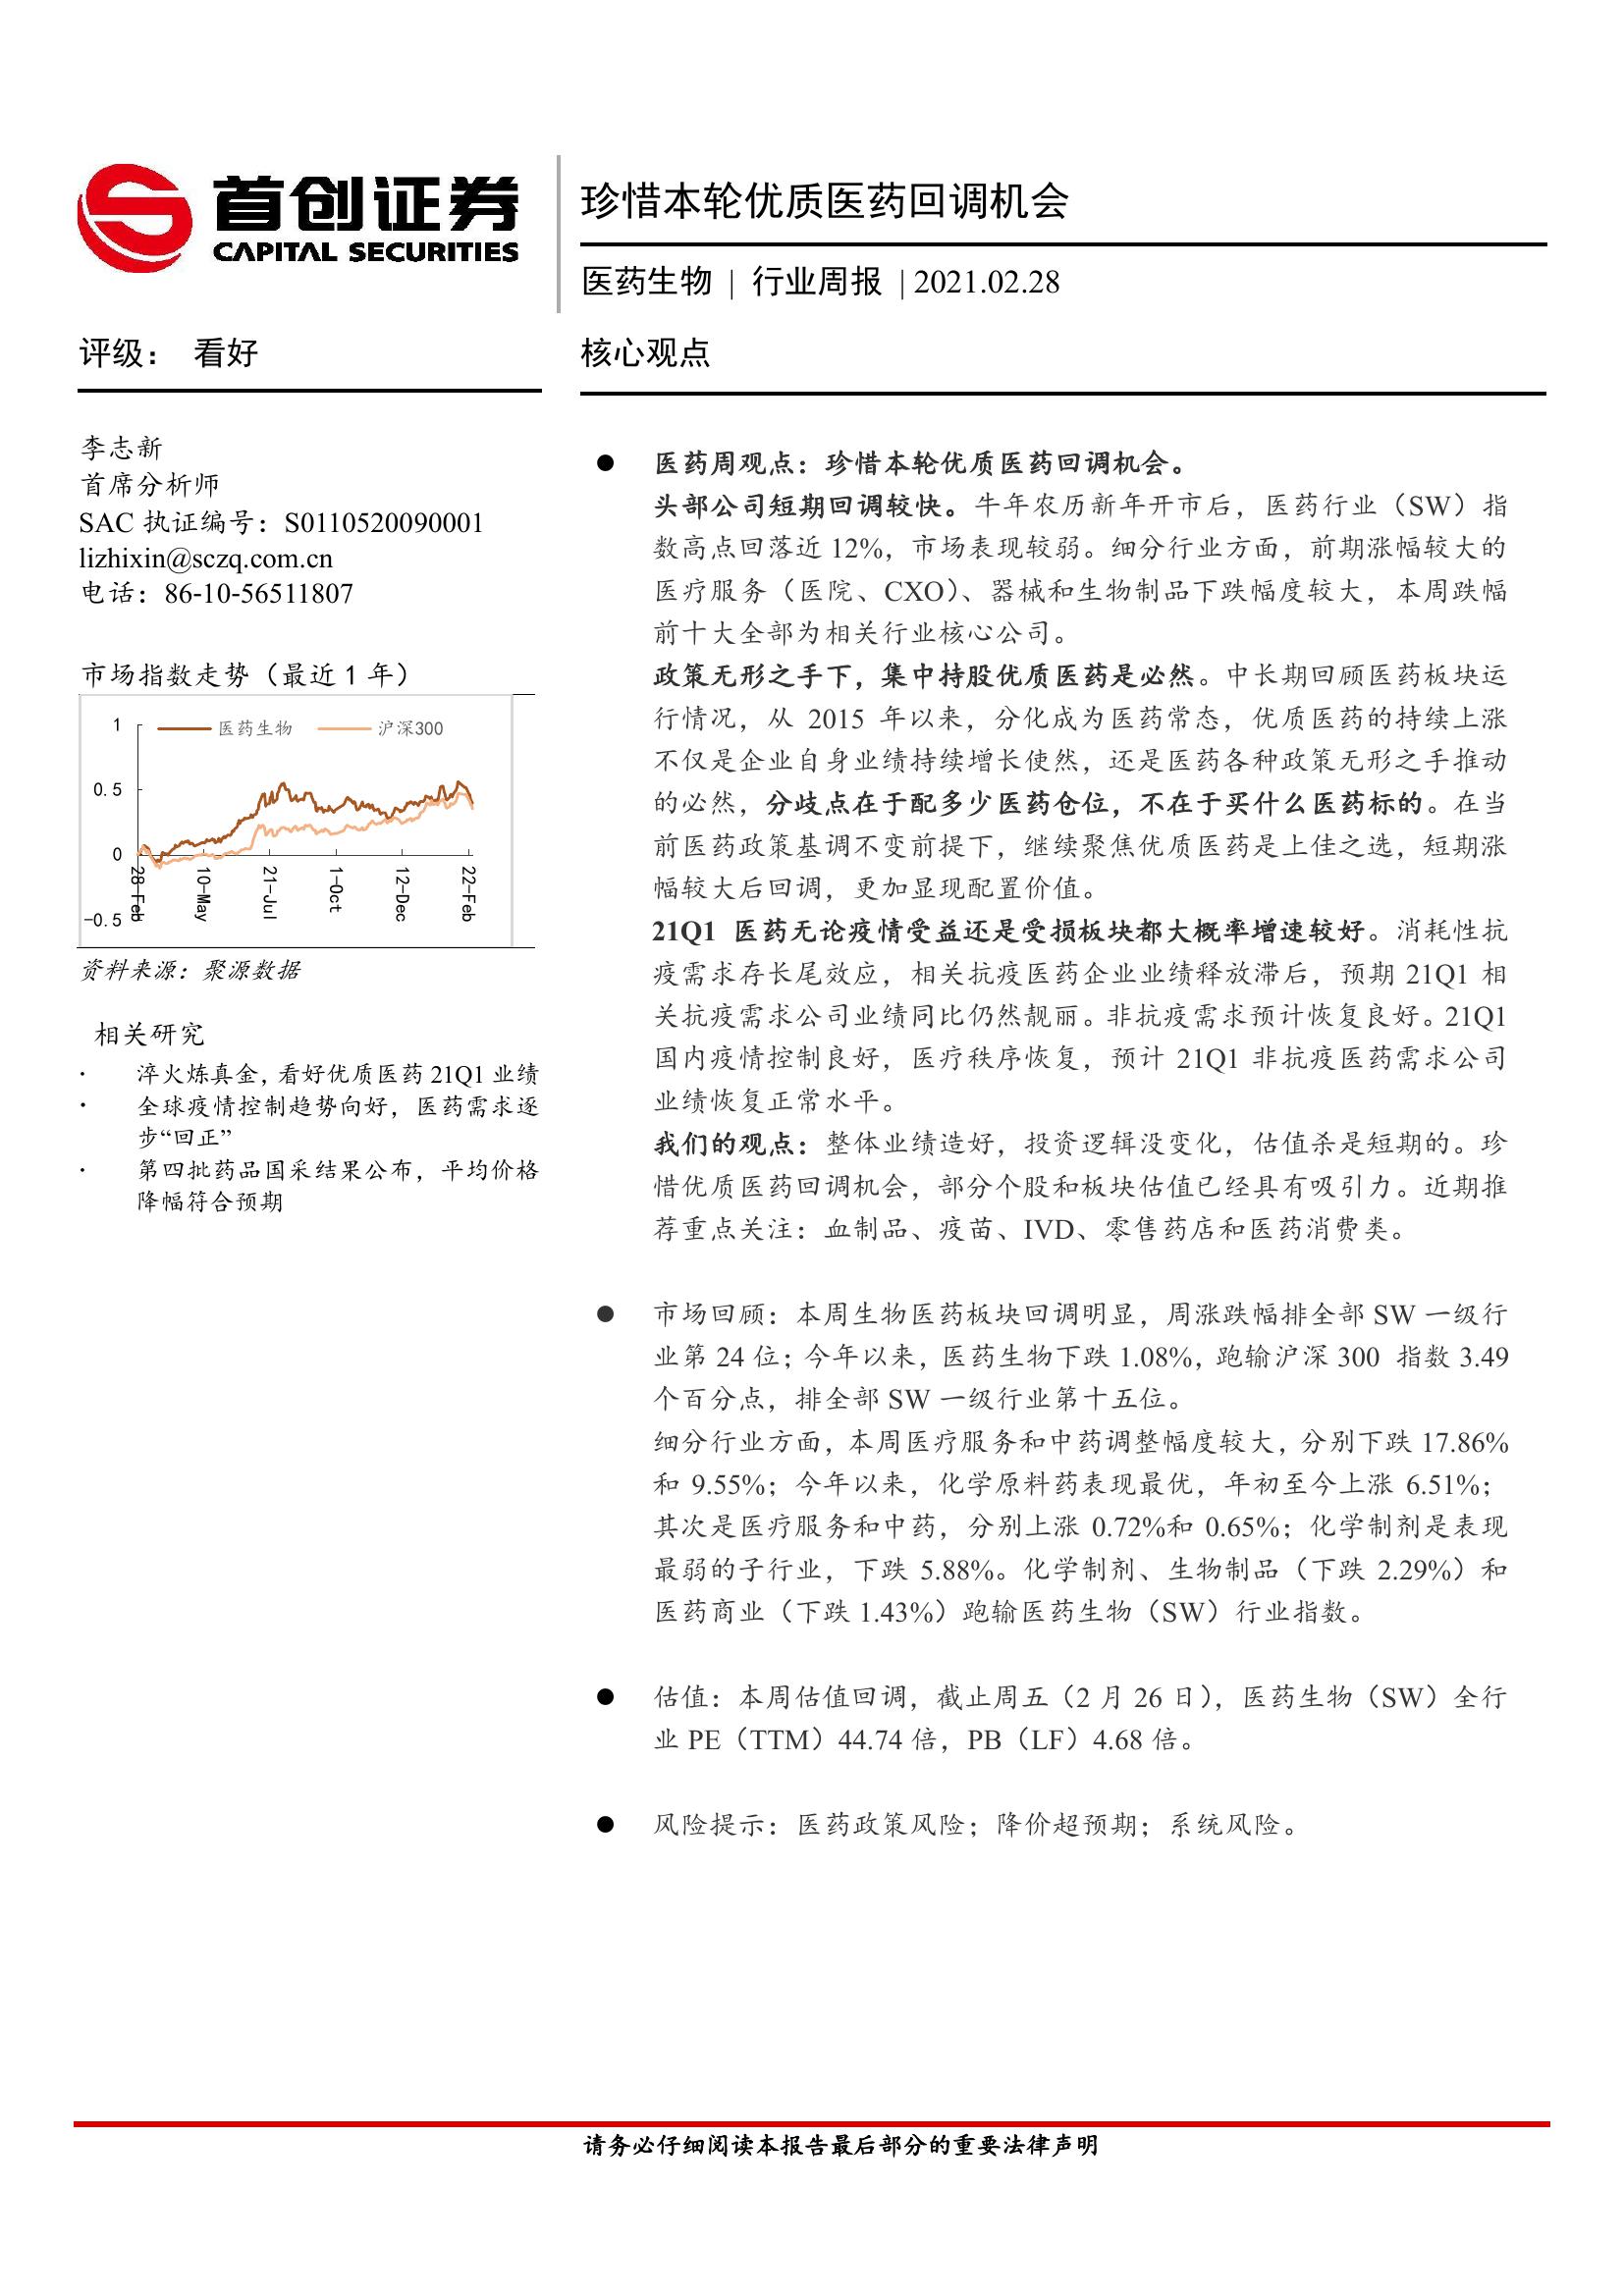 首创证券
CAPITAL SECURITIES
珍惜本轮优质医药回调机会
医药生物 | 行业周报 | 2021.02.28
评级： 看好
李志新
首席分析师
SAC 执证编号：S0110520090001
lizhixin@sczq.com.cn
电话：86-10-56511807
市场指数走势（最近 1 年）
医药生物 沪深300
1
0.5
0
-0.5
28-Feb
10-May
21-Jul
1-Oct
12-Dec
22-Feb
资料来源：聚源数据
相关研究
· 淬火炼真金，看好优质医药 21Q1 业绩
· 全球疫情控制趋势向好，医药需求逐
步“回正”
· 第四批药品国采结果公布，平均价格
降幅符合预期
核心观点
● 医药周观点：珍惜本轮优质医药回调机会。
头部公司短期回调较快。牛年农历新年开市后，医药行业（SW）指
数高点回落近 12%，市场表现较弱。细分行业方面，前期涨幅较大的
医疗服务（医院、CXO）、器械和生物制品下跌幅度较大，本周跌幅
前十大全部为相关行业核心公司。
政策无形之手下，集中持股优质医药是必然。中长期回顾医药板块运
行情况，从 2015 年以来，分化成为医药常态，优质医药的持续上涨
不仅是企业自身业绩持续增长使然，还是医药各种政策无形之手推动
的必然，分歧点在于配多少医药仓位，不在于买什么医药标的。在当
前医药政策基调不变前提下，继续聚焦优质医药是上佳之选，短期涨
幅较大后回调，更加显现配置价值。
21Q1 医药无论疫情受益还是受损板块都大概率增速较好。消耗性抗
疫需求存长尾效应，相关抗疫医药企业业绩释放滞后，预期 21Q1 相
关抗疫需求公司业绩同比仍然靓丽。非抗疫需求预计恢复良好。21Q1
国内疫情控制良好，医疗秩序恢复，预计 21Q1 非抗疫医药需求公司
业绩恢复正常水平。
我们的观点：整体业绩造好，投资逻辑没变化，估值杀是短期的。珍
惜优质医药回调机会，部分个股和板块估值已经具有吸引力。近期推
荐重点关注：血制品、疫苗、IVD、零售药店和医药消费类。
● 市场回顾：本周生物医药板块回调明显，周涨跌幅排全部 SW 一级行
业第 24 位；今年以来，医药生物下跌 1.08%，跑输沪深 300 指数 3.49
个百分点，排全部 SW 一级行业第十五位。
细分行业方面，本周医疗服务和中药调整幅度较大，分别下跌 17.86%
和 9.55%；今年以来，化学原料药表现最优，年初至今上涨 6.51%；
其次是医疗服务和中药，分别上涨 0.72%和 0.65%；化学制剂是表现
最弱的子行业，下跌 5.88%。化学制剂、生物制品（下跌 2.29%）和
医药商业（下跌 1.43%）跑输医药生物（SW）行业指数。
● 估值：本周估值回调，截止周五（2 月 26 日），医药生物（SW）全行
业 PE（TTM）44.74 倍，PB（LF）4.68 倍。
● 风险提示：医药政策风险；降价超预期；系统风险。
请务必仔细阅读本报告最后部分的重要法律声明